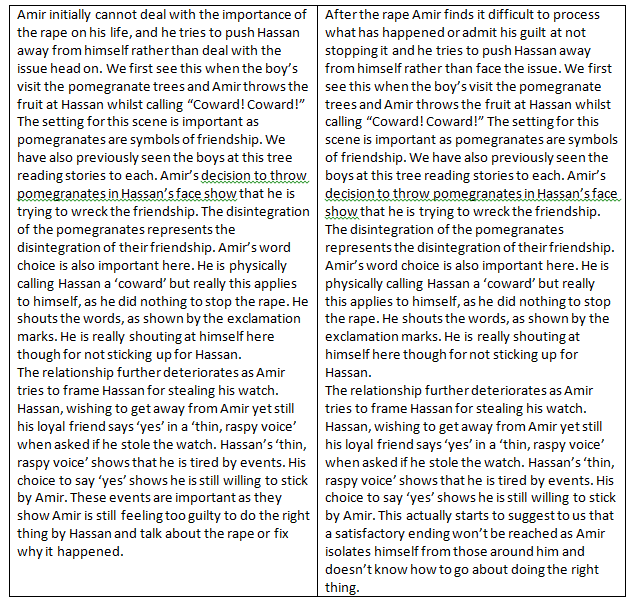 Amir initially cannot deal with the importance of
the rape on his life, and he tries to push Hassan
away from himself rather than deal with the
issue head on. We first see this when the boy's
visit the pomegranate trees and Amir throws the
fruit at Hassan whilst calling "Coward! Coward!"
The setting for this scene is important as
pomegranates are symbols of friendship. We
have also previously seen the boys at this tree
reading stories to each. Amir's decision to throw
pomegranates in Hassan's face show that he is
trying to wreck the friendship. The disintegration
of the pomegranates represents the
disintegration of their friendship. Amir's word
choice is also important here. He is physically
calling Hassan a 'coward' but really this applies
to himself, as he did nothing to stop the rape. He
shouts the words, as shown by the exclamation
marks. He is really shouting at himself here
though for not sticking up for Hassan.
The relationship further deteriorates as Amir
tries to frame Hassan for stealing his watch.
Hassan, wishing to get away from Amir yet still
his loyal friend says 'yes' in a 'thin, raspy voice'
when asked if he stole the watch. Hassan's 'thin,
raspy voice' shows that he is tired by events. His
choice to say 'yes' shows he is still willing to stick
by Amir. These events are important as they
show Amir is still feeling too guilty to do the right
thing by Hassan and talk about the rape or fix
why it happened.
After the rape Amir finds it difficult to process
what has happened or admit his guilt at not
stopping it and he tries to push Hassan away
from himself rather than face the issue. We first
see this when the boy's visit the pomegranate
trees and Amir throws the fruit at Hassan whilst
calling "Coward! Coward!" The setting for this
scene is important as pomegranates are symbols
of friendship. We have also previously seen the
boys at this tree reading stories to each. Amir's
decision to throw pomegranates in Hassan's face
show that he is trying to wreck the friendship.
The disintegration of the pomegranates
represents the disintegration of their friendship.
Amir's word choice is also important here. He is
physically calling Hassan a 'coward' but really
this applies to himself, as he did nothing to stop
the rape. He shouts the words, as shown by the
exclamation marks. He is really shouting at
himself here though for not sticking up for
Hassan.
The relationship further deteriorates as Amir
tries to frame Hassan for stealing his watch.
Hassan, wishing to get away from Amir yet still
his loyal friend says 'yes' in a 'thin, raspy voice'
when asked if he stole the watch. Hassan's 'thin,
raspy voice' shows that he is tired by events. His
choice to say 'yes' shows he is still willing to stick
by Amir. This actually starts to suggest to us that
a satisfactory ending won't be reached as Amir
isolates himself from those around him and
doesn't know how to go about doing the right
thing.